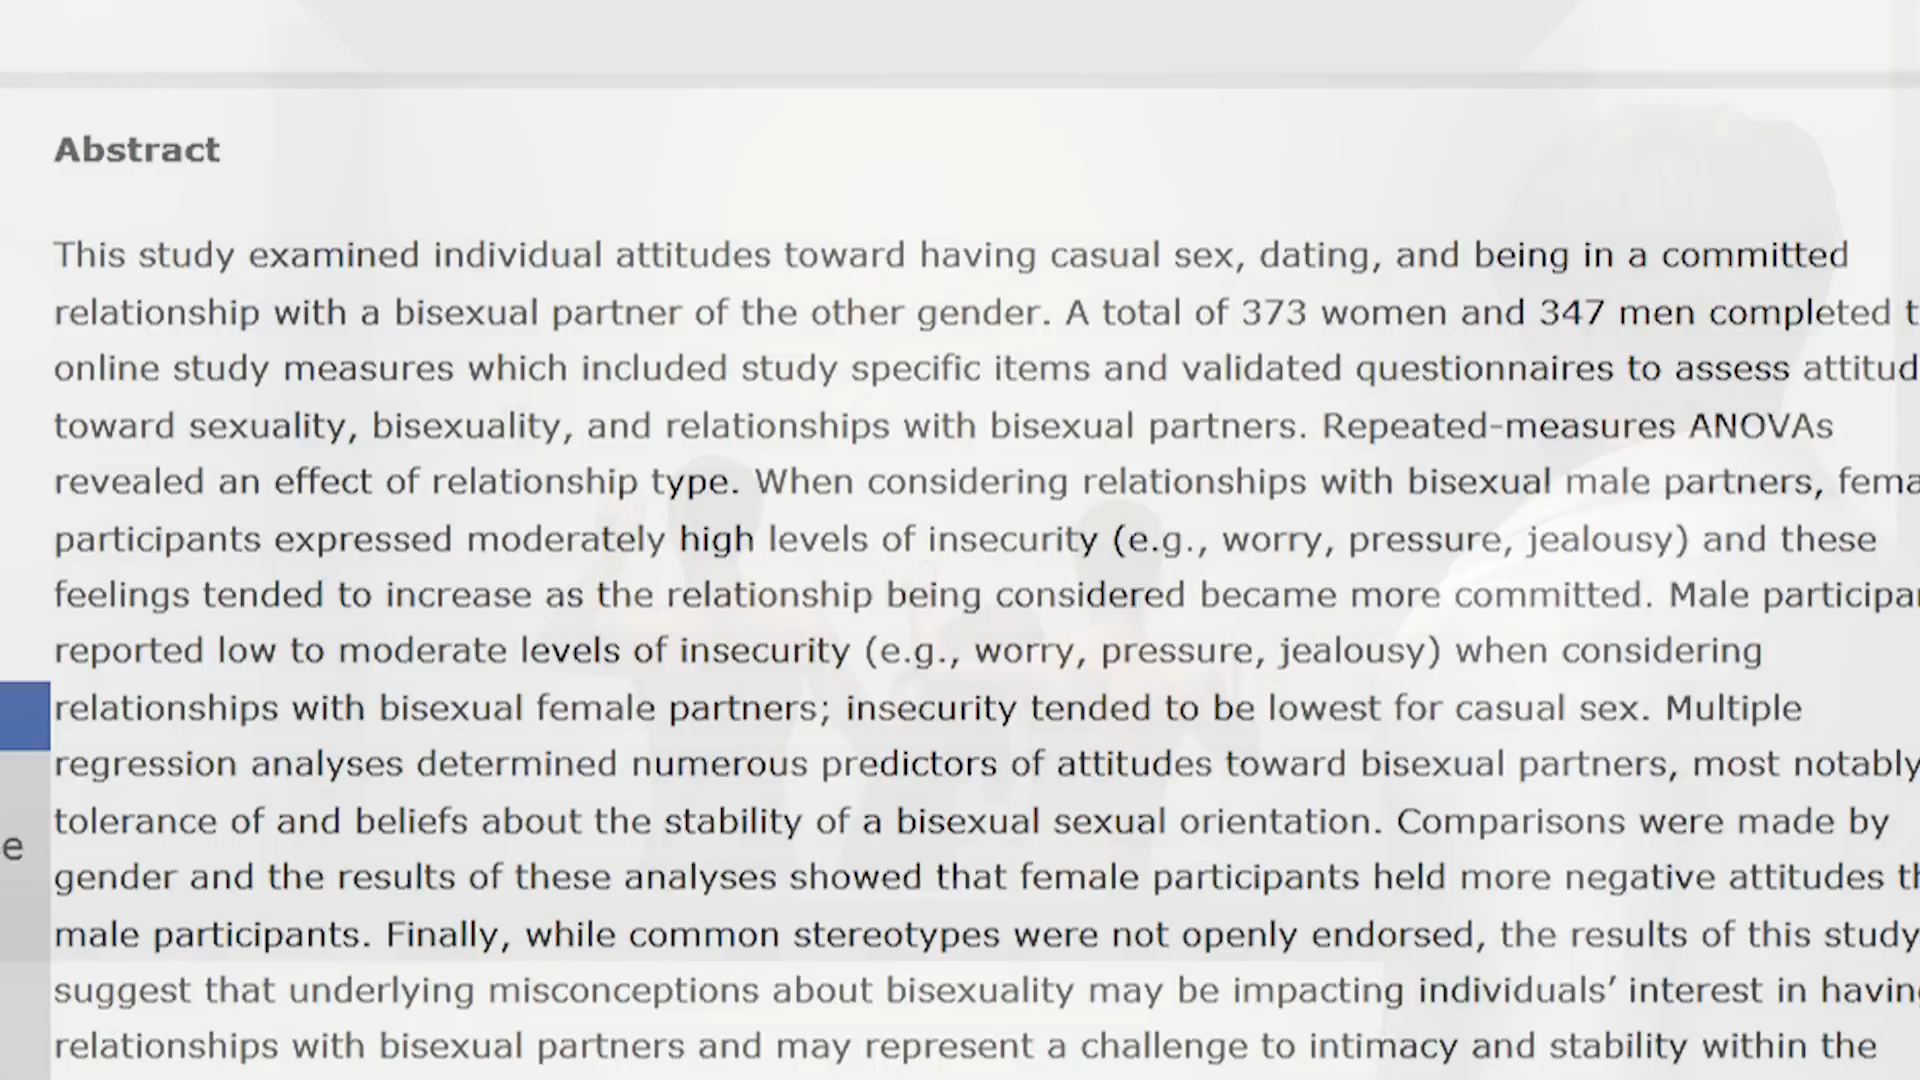 Abstract
This study examined individual attitudes toward having casual sex, dating, and being in a committed
relationship with a bisexual partner of the other gender. A total of 373 women and 347 men completed t
online study measures which included study specific items and validated questionnaires to assess attitud
toward sexuality, bisexuality, and relationships with bisexual partners. Repeated-measures ANOVAs
revealed an effect of relationship type. When considering relationships with bisexual male partners, fema
participants expressed moderately high levels of insecurity (e.g., worry, pressure, jealousy) and these
feelings tended to increase as the relationship being considered became more committed. Male participan
reported low to moderate levels of insecurity (e.g., worry, pressure, jealousy) when considering
relationships with bisexual female partners; insecurity tended to be lowest for casual sex. Multiple
regression analyses determined numerous predictors of attitudes toward bisexual partners, most notably
tolerance of and beliefs about the stability of a bisexual sexual orientation. Comparisons were made by
e
gender and the results of these analyses showed that female participants held more negative attitudes th
male participants. Finally, while common stereotypes were not openly endorsed, the results of this study
suggest that underlying misconceptions about bisexuality may be impacting individuals’ interest in having
relationships with bisexual partners and may represent a challenge to intimacy and stability within the